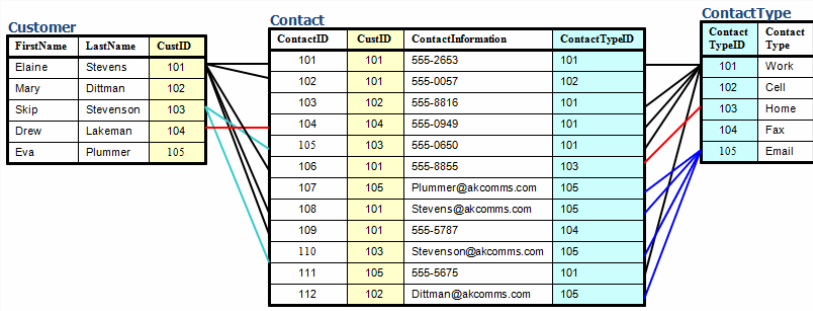 Customer
FirstName LastName CustID
Elaine Stevens 101
Mary Dittman 102
Skip Stevenson 103
Drew Lakeman 104
Eva Plummer 105
Contact
ContactID CustID ContactInformation ContactTypeID
101 101 555-2653 101
102 101 555-0057 102
103 102 555-8816 101
104 104 555-0949 101
105 103 555-0650 101
106 101 555-8855 103
107 105 Plummer@akcomms.com 105
108 101 Stevens@akcomms.com 105
109 101 555-5787 104
110 103 Stevenson@akcomms.com 105
111 105 555-5675 101
112 102 Dittman@akcomms.com 105
ContactType
Contact Contact
TypeID Type
101 Work
102 Cell
103 Home
104 Fax
105 Email